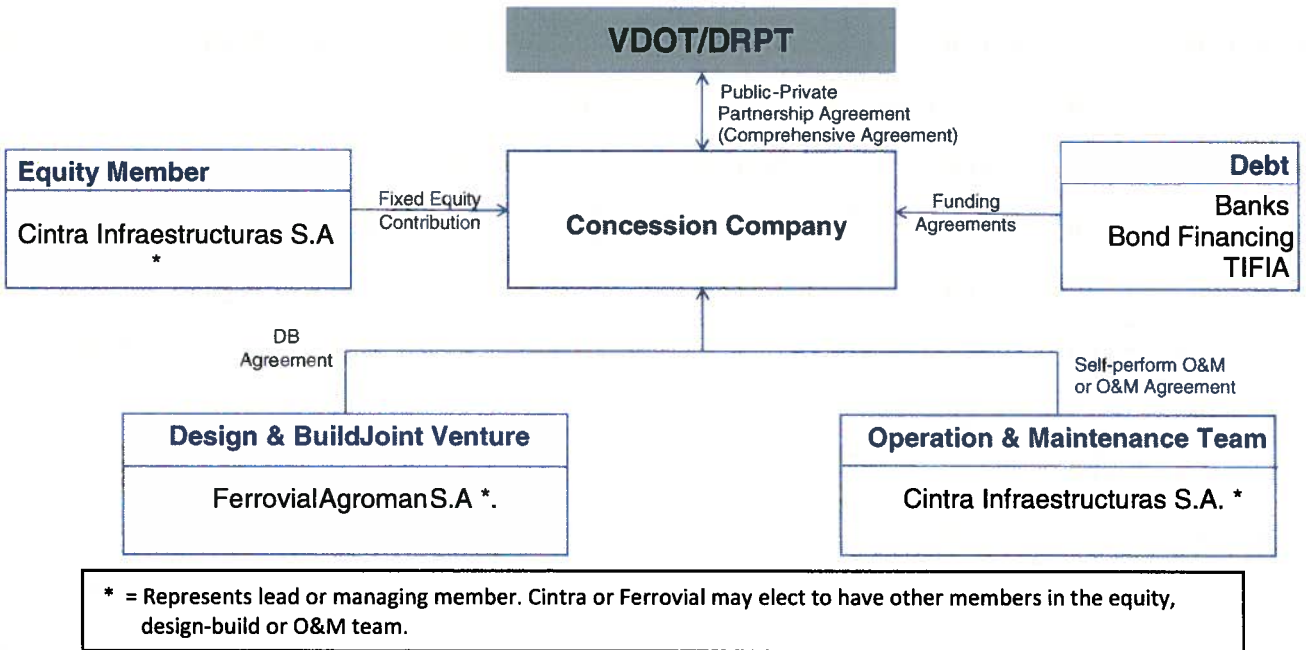 VDOT/DRPT
Public-Private
Partnership Agreement
(Comprehensive Agreement)
Equity Member
Cintra Infraestructuras S.A
*
Fixed Equity
Contribution
Concession Company
Funding
Agreements
Debt
Banks
Bond Financing
TIFIA
DB
Agreement
Self-perform O&M
or O&M Agreement
Design & BuildJoint Venture
FerrovialAgromanS.A *.
Operation & Maintenance Team
Cintra Infraestructuras S.A. *
* = Represents lead or managing member. Cintra or Ferrovial may elect to have other members in the equity,
design-build or O&M team.